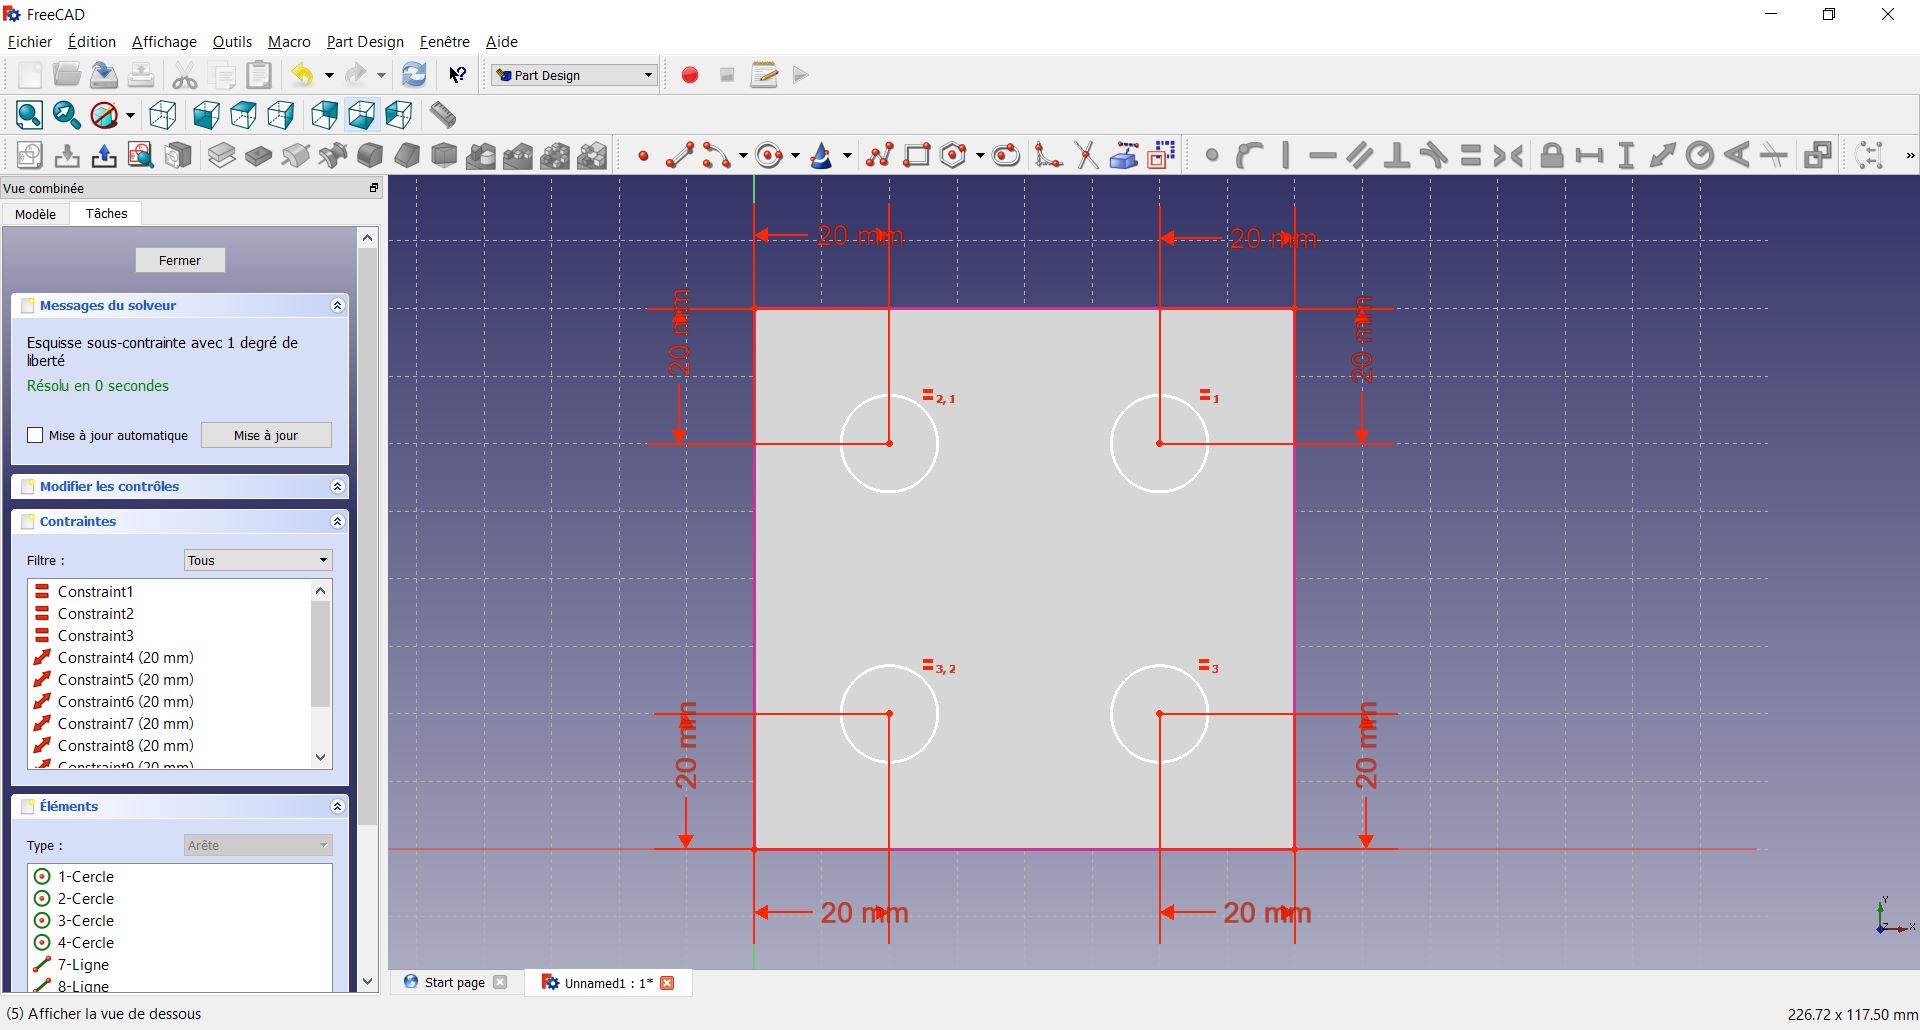 FreeCAD
Fichier Édition Affichage Outils Macro Part Design Fenêtre Aide
Part Design
Vue combinée
Modèle Tâches
Fermer
Messages du solveur
Esquisse sous-contrainte avec 1 degré de
liberté
Résolu en 0 secondes
Mise à jour automatique Mise à jour
Modifier les contrôles
Contraintes
Filtre : Tous
Constraint1
Constraint2
Constraint3
Constraint4 (20 mm)
Constraint5 (20 mm)
Constraint6 (20 mm)
Constraint7 (20 mm)
Constraint8 (20 mm)
Constraint9 (20 mm)
Éléments
Type : Arête
1-Cercle
2-Cercle
3-Cercle
4-Cercle
7-Ligne
8-Ligne
20 mm 20 mm
20 mm 20 mm
2, 1 1
3, 2 3
20 mm 20 mm
20 mm 20 mm
Y
Z X
Start page Unnamed1 : 1*
(5) Afficher la vue de dessous 226.72 x 117.50 mm